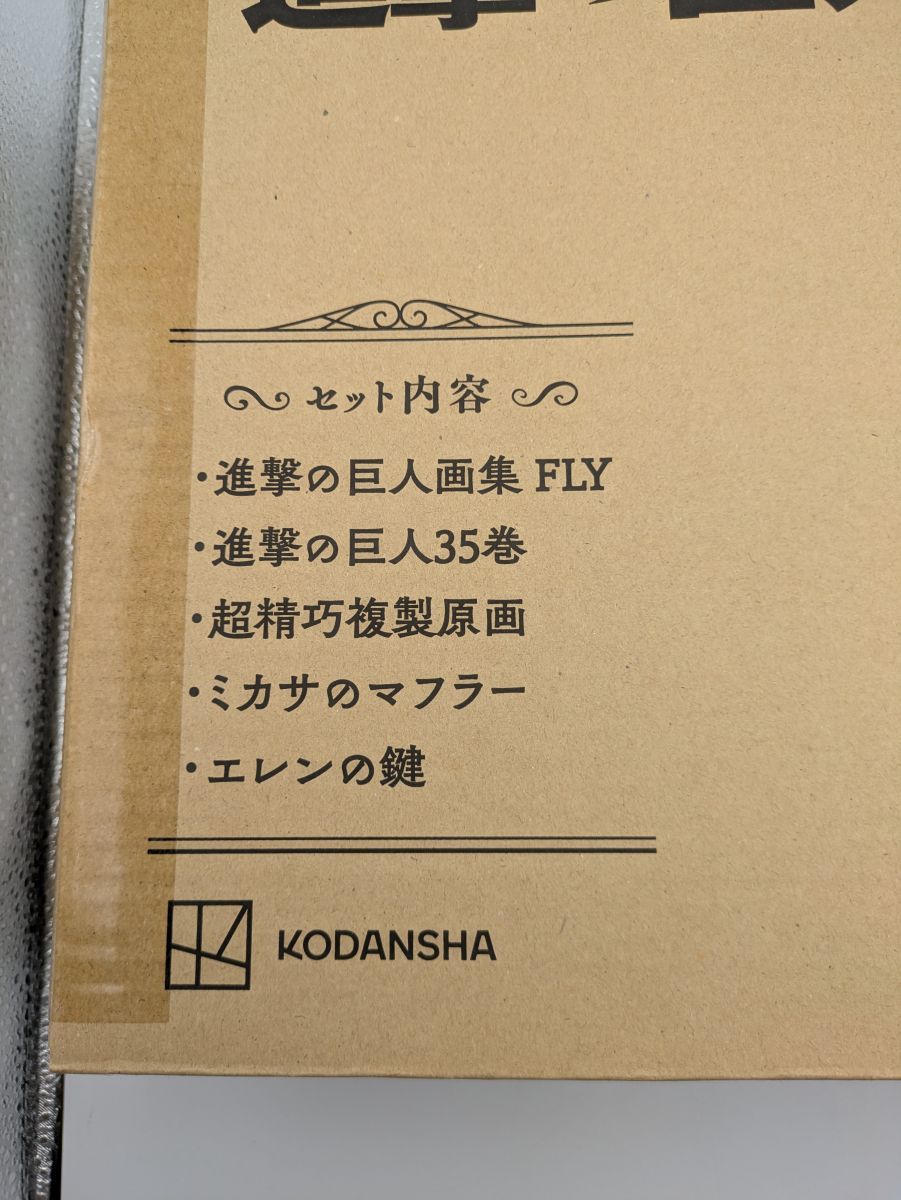 セット内容
・進撃の巨人画集 FLY
・進撃の巨人35巻
・超精巧複製原画
・ミカサのマフラー
・エレンの鍵
KODANSHA